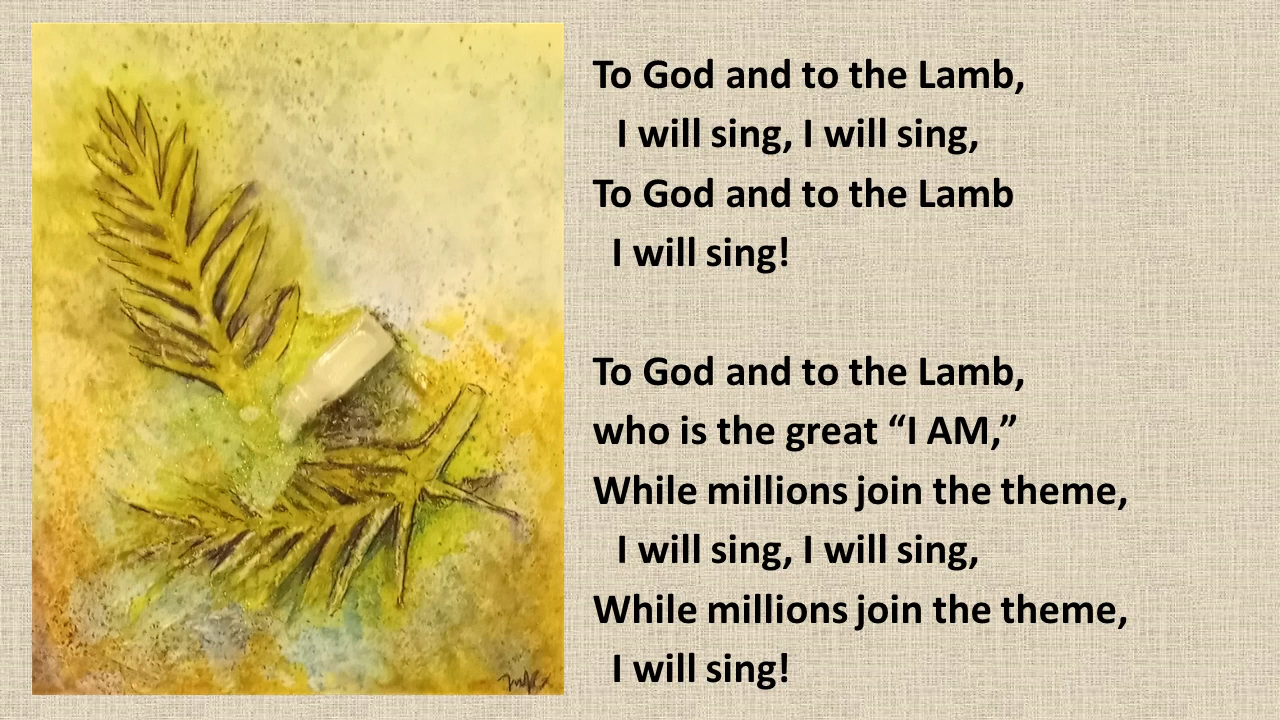 To God and to the Lamb,
I will sing, I will sing,
To God and to the Lamb
I will sing!
To God and to the Lamb,
who is the great “I AM,”
While millions join the theme,
I will sing, I will sing,
While millions join the theme,
I will sing!